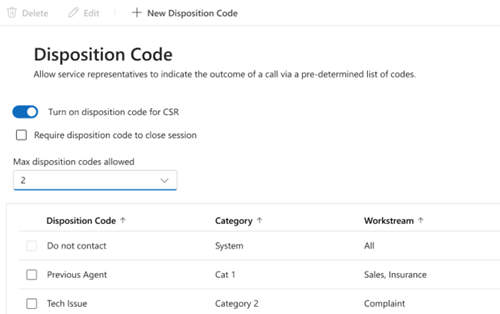 Delete Edit New Disposition Code
Disposition Code
Allow service representatives to indicate the outcome of a call via a pre-determined list of codes.
Turn on disposition code for CSR
Require disposition code to close session
Max disposition codes allowed
2
Disposition Code ↑ Category ↑ Workstream ↑
Do not contact System All
Previous Agent Cat 1 Sales, Insurance
Tech Issue Category 2 Complaint